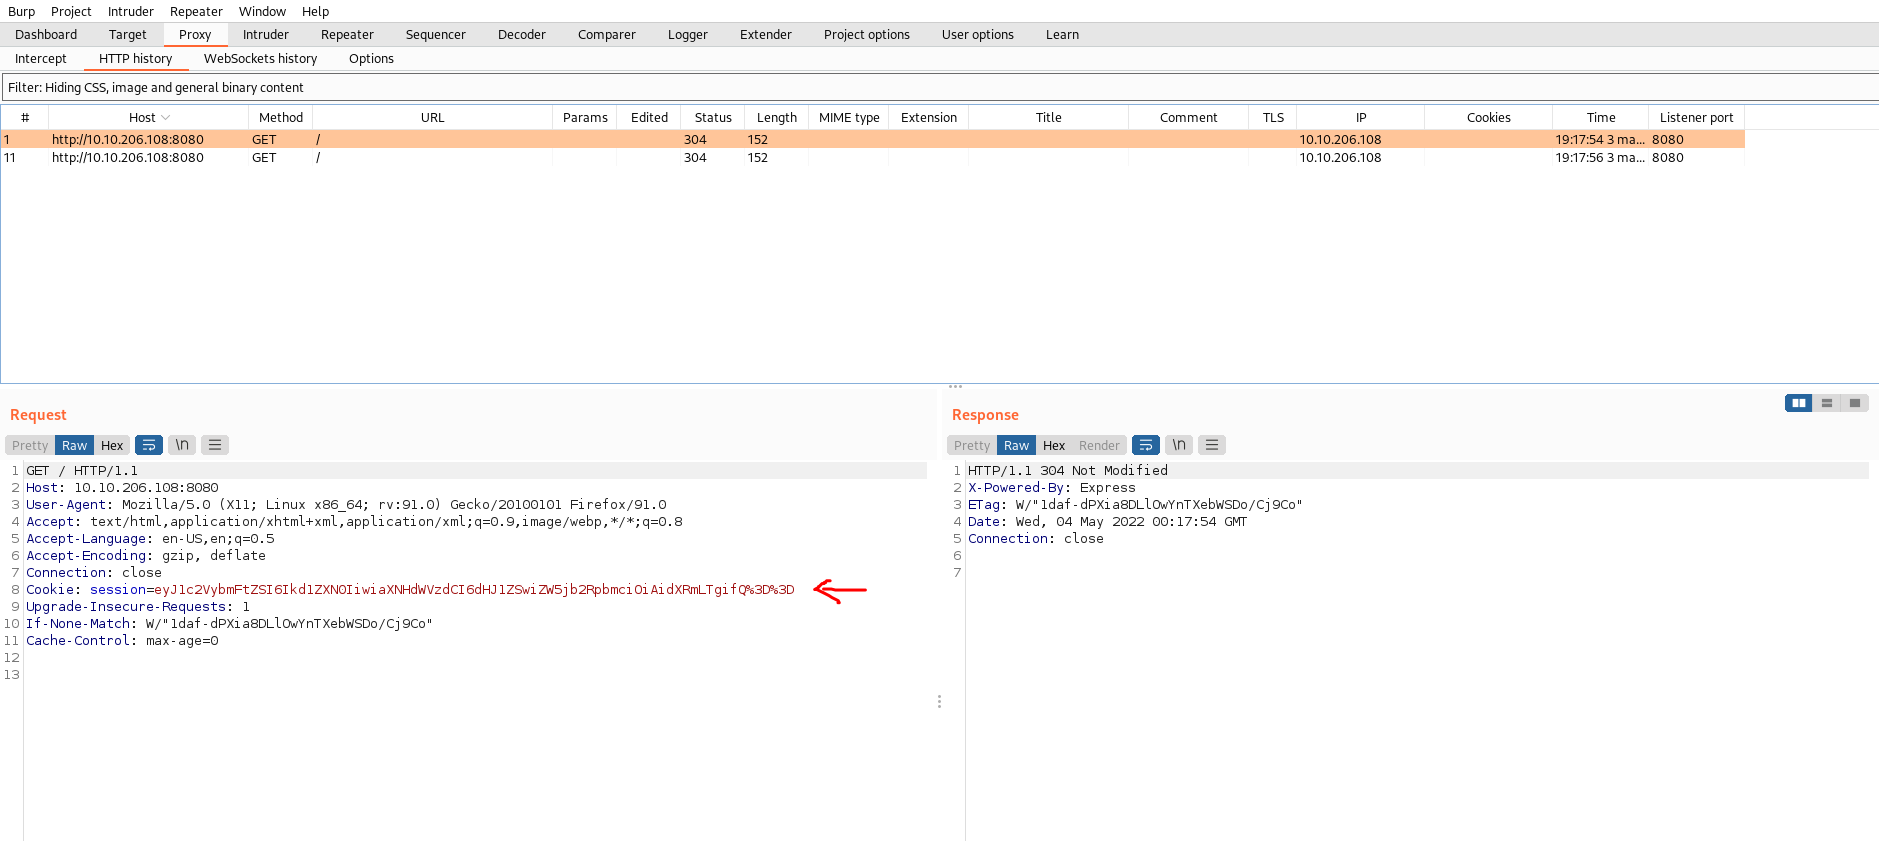 Burp Project Intruder Repeater Window Help
Dashboard Target Proxy Intruder Repeater Sequencer Decoder Comparer Logger Extender Project options User options Learn
Intercept HTTP history WebSockets history Options
Filter: Hiding CSS, image and general binary content
# Host Method URL Params Edited Status Length MIME type Extension Title Comment TLS IP Cookies Time Listener port
1 http://10.10.206.108:8080 GET / 304 152 10.10.206.108 19:17:54 3 ma... 8080
11 http://10.10.206.108:8080 GET / 304 152 10.10.206.108 19:17:56 3 ma... 8080
Request
Pretty Raw Hex \n
1 GET / HTTP/1.1
2 Host: 10.10.206.108:8080
3 User-Agent: Mozilla/5.0 (X11; Linux x86_64; rv:91.0) Gecko/20100101 Firefox/91.0
4 Accept: text/html,application/xhtml+xml,application/xml;q=0.9,image/webp,*/*;q=0.8
5 Accept-Language: en-US,en;q=0.5
6 Accept-Encoding: gzip, deflate
7 Connection: close
8 Cookie: session=eyJ1c2VybmFtZSI6Ikd1ZXN0IiwiaXNHdWVzdCI6dHJ1ZSwiZW5jb2RpbmciOiAidXRmLTgifQ%3D%3D
9 Upgrade-Insecure-Requests: 1
10 If-None-Match: W/"1daf-dPXia8DLlOwYnTXebWSDo/Cj9Co"
11 Cache-Control: max-age=0
12
13
Response
Pretty Raw Hex Render \n
1 HTTP/1.1 304 Not Modified
2 X-Powered-By: Express
3 ETag: W/"1daf-dPXia8DLlOwYnTXebWSDo/Cj9Co"
4 Date: Wed, 04 May 2022 00:17:54 GMT
5 Connection: close
6
7